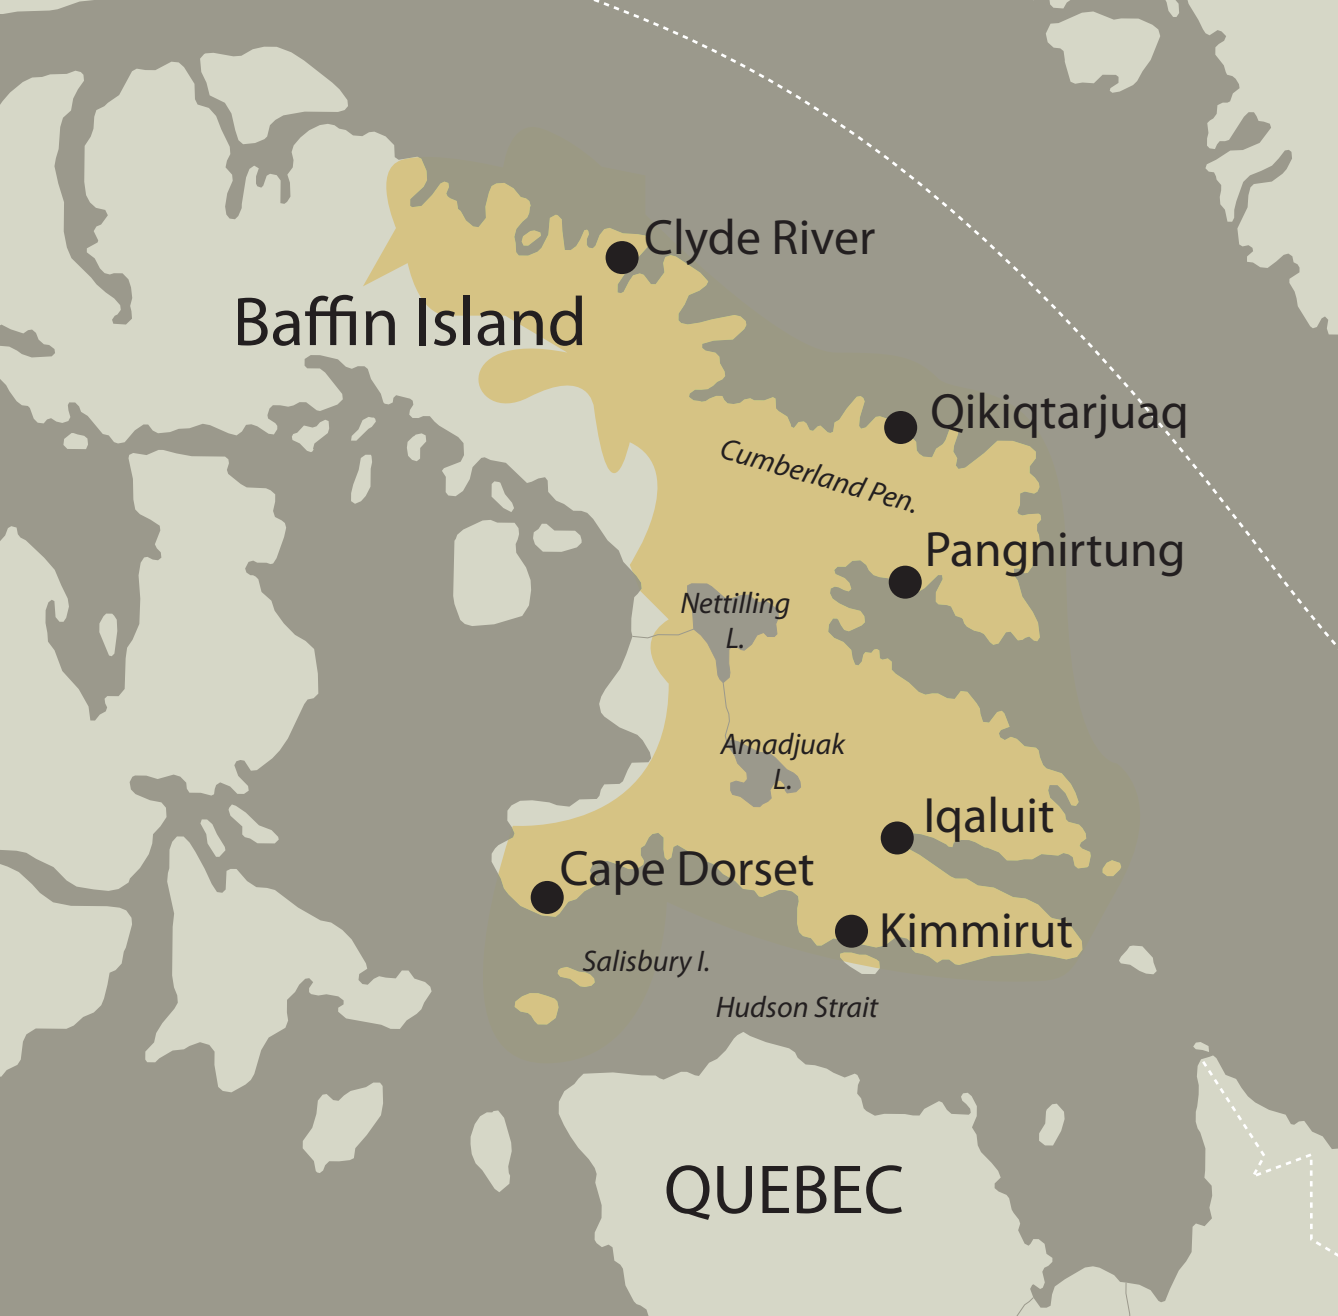 Clyde River
Baffin Island
Qikiqtarjuaq
Cumberland Pen.
Pangnirtung
Nettilling
L.
Amadjuak
L.
Iqaluit
Cape Dorset
Kimmirut
Salisbury I.
Hudson Strait
QUEBEC